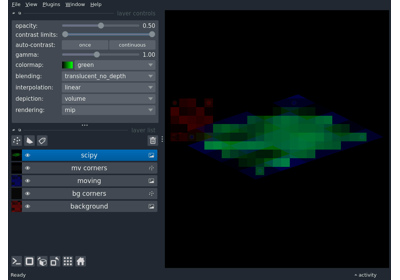 File View Plugins Window Help
layer controls
opacity: 0.50
contrast limits:
auto-contrast: once continuous
gamma: 1.00
colormap: green
blending: translucent_no_depth
interpolation: linear
depiction: volume
rendering: mip
layer list
scipy
mv corners
moving
bg corners
background
Ready activity